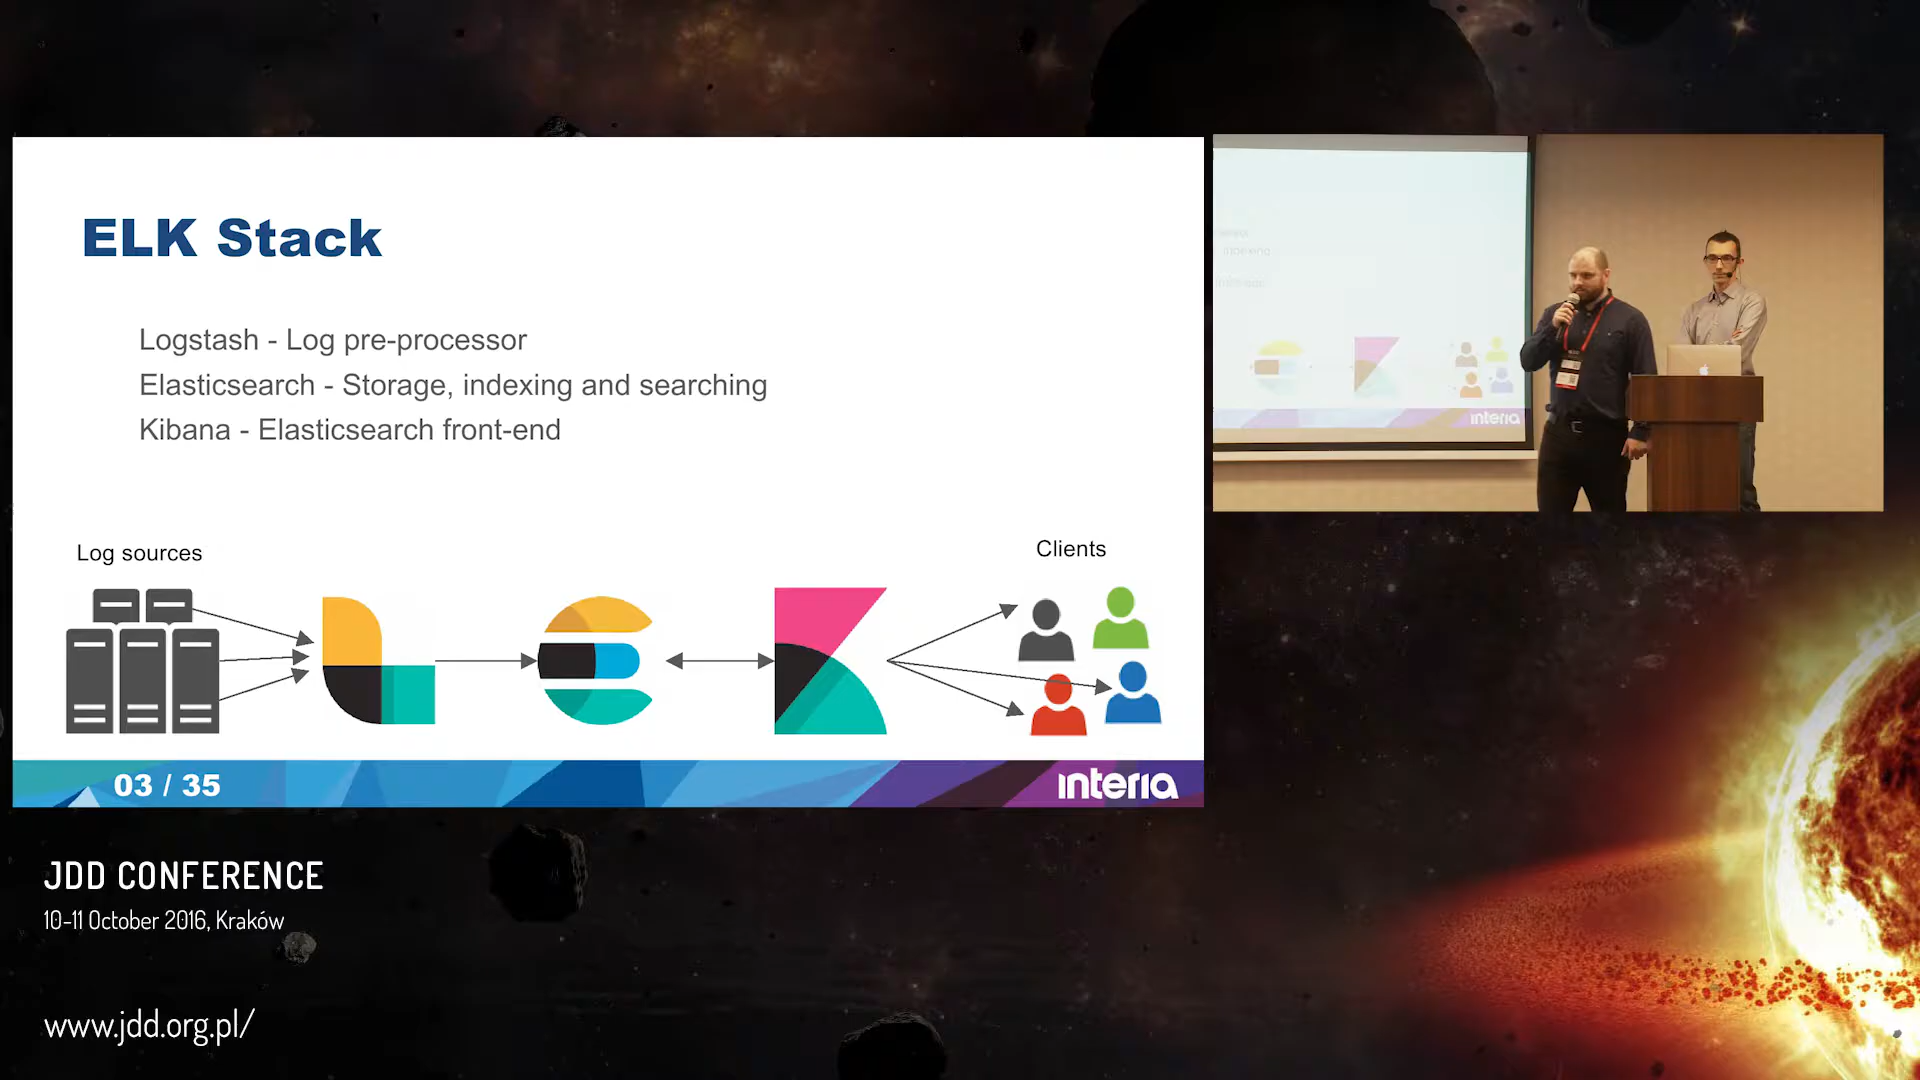 ELK Stack
Logstash - Log pre-processor
Elasticsearch - Storage, indexing and searching
Kibana - Elasticsearch front-end
Log sources
Clients
03 / 35
interia
indexing
interia
JDD CONFERENCE
10-11 October 2016, Kraków
www.jdd.org.pl/